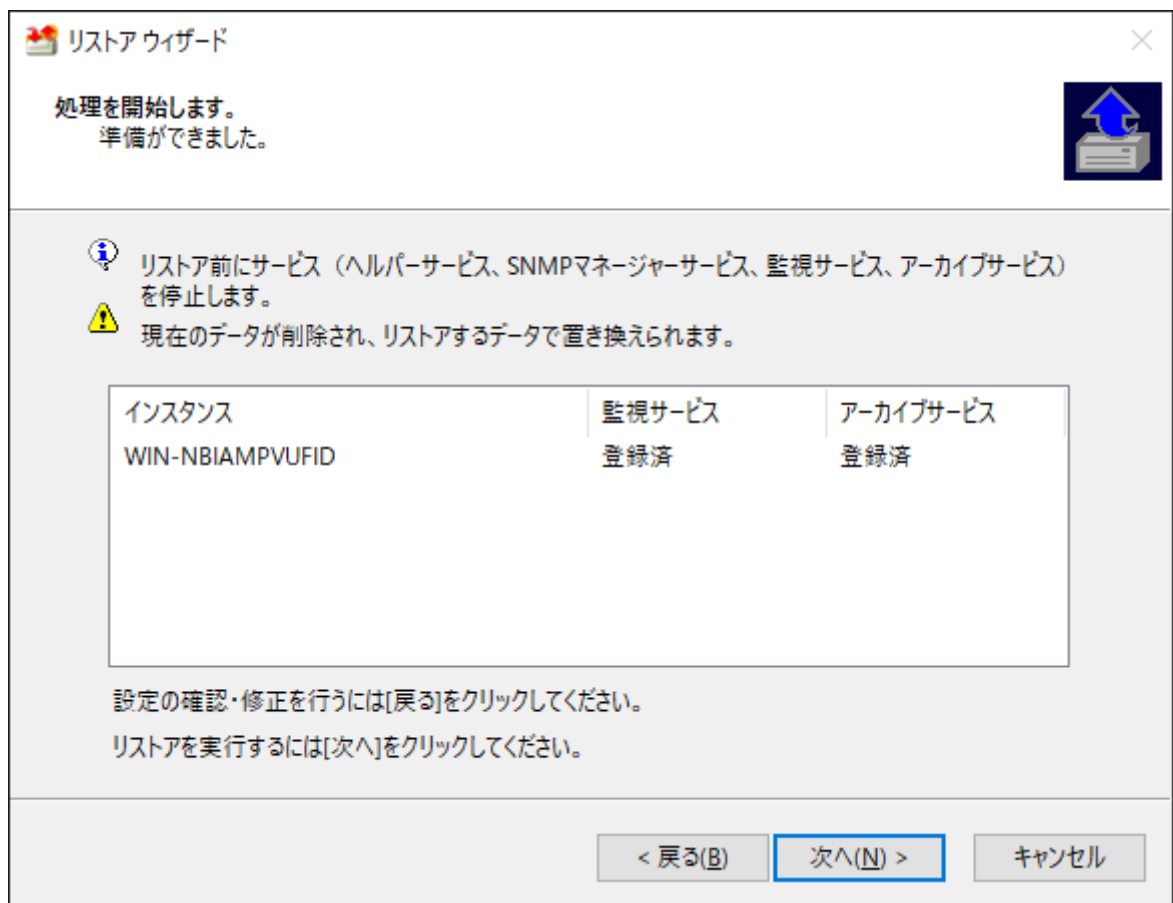 リストア ウィザード
処理を開始します。
準備ができました。
リストア前にサービス（ヘルパーサービス、SNMPマネージャーサービス、監視サービス、アーカイブサービス）
を停止します。
現在のデータが削除され、リストアするデータで置き換えられます。
インスタンス 監視サービス アーカイブサービス
WIN-NBIAMPVUFID 登録済 登録済
設定の確認・修正を行うには[戻る]をクリックしてください。
リストアを実行するには[次へ]をクリックしてください。
< 戻る(B) 次へ(N) > キャンセル